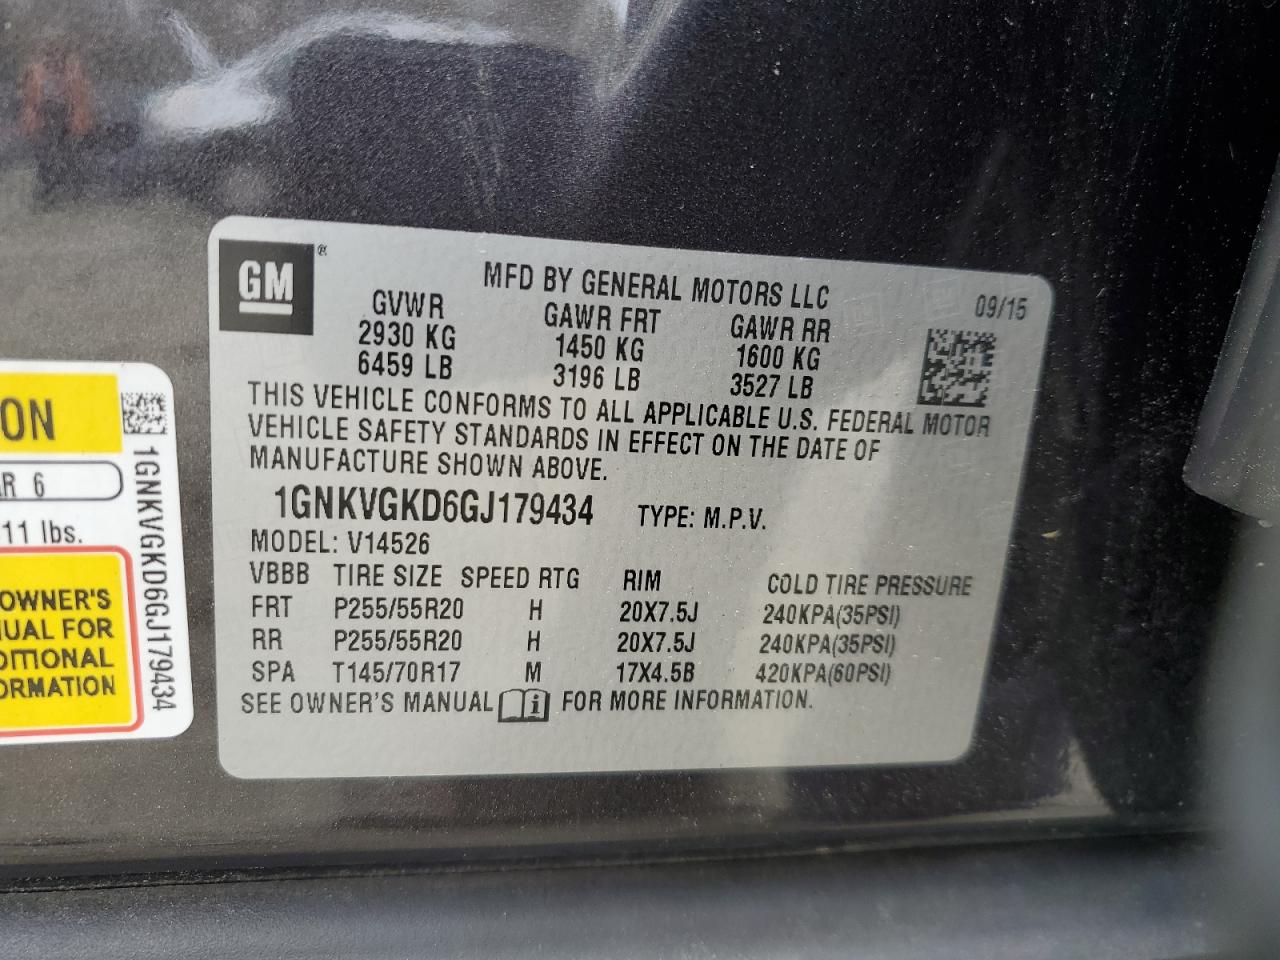 GM ®
MFD BY GENERAL MOTORS LLC
09/15
GVWR GAWR FRT GAWR RR
2930 KG 1450 KG 1600 KG
6459 LB 3196 LB 3527 LB
THIS VEHICLE CONFORMS TO ALL APPLICABLE U.S. FEDERAL MOTOR
VEHICLE SAFETY STANDARDS IN EFFECT ON THE DATE OF
MANUFACTURE SHOWN ABOVE.
1GNKVGKD6GJ179434 TYPE: M.P.V.
MODEL: V14526
VBBB TIRE SIZE SPEED RTG RIM COLD TIRE PRESSURE
FRT P255/55R20 H 20X7.5J 240KPA(35PSI)
RR P255/55R20 H 20X7.5J 240KPA(35PSI)
SPA T145/70R17 M 17X4.5B 420KPA(60PSI)
SEE OWNER'S MANUAL i FOR MORE INFORMATION.
ON
R 6
11 lbs.
OWNER'S
UAL FOR
DITIONAL
ORMATION
1GNKVGKD6GJ179434